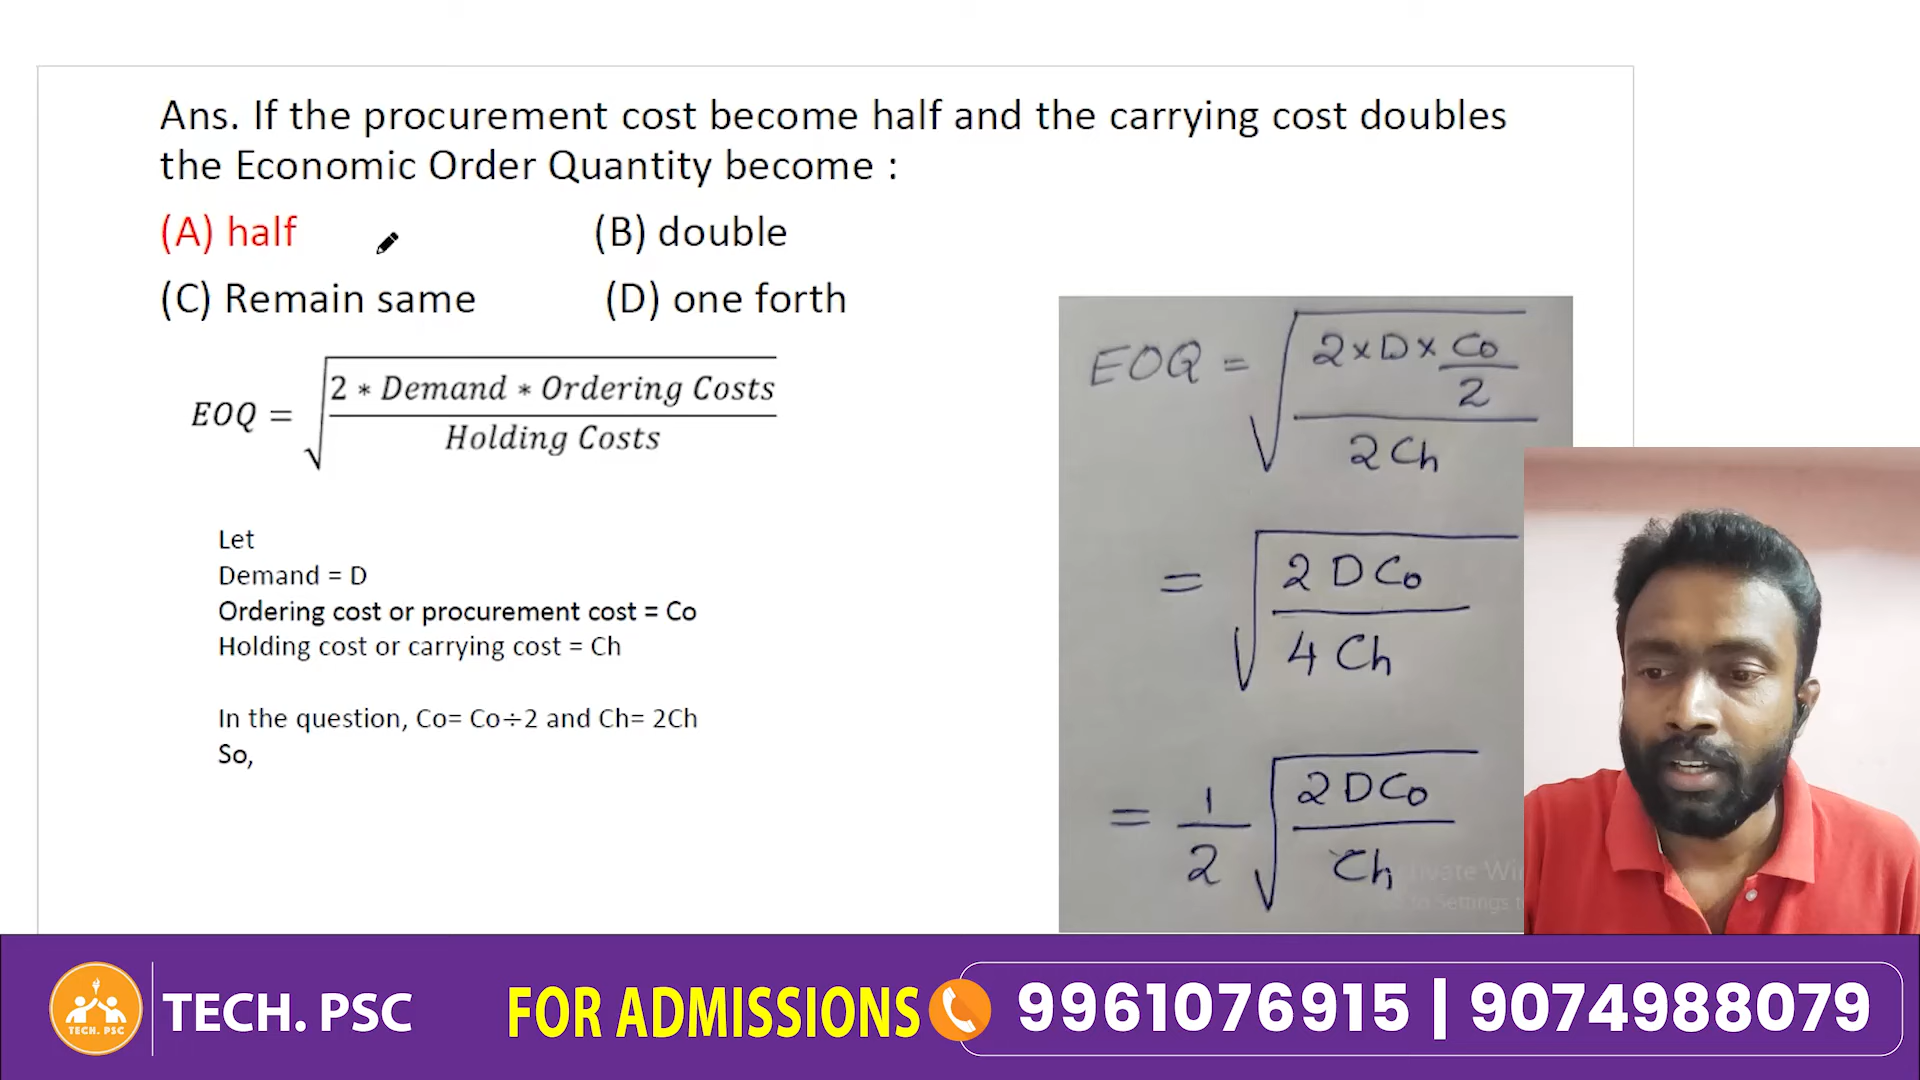 Ans. If the procurement cost become half and the carrying cost doubles
the Economic Order Quantity become :
(A) half (B) double
(C) Remain same (D) one forth
EOQ = √(2 * Demand * Ordering Costs / Holding Costs)
Let
Demand = D
Ordering cost or procurement cost = Co
Holding cost or carrying cost = Ch
In the question, Co= Co÷2 and Ch= 2Ch
So,
EOQ = √(2×D×Co/2 / 2Ch)
= √(2DCo / 4Ch)
= 1/2 √(2DCo / Ch)
TECH. PSC
TECH. PSC
FOR ADMISSIONS
9961076915 | 9074988079